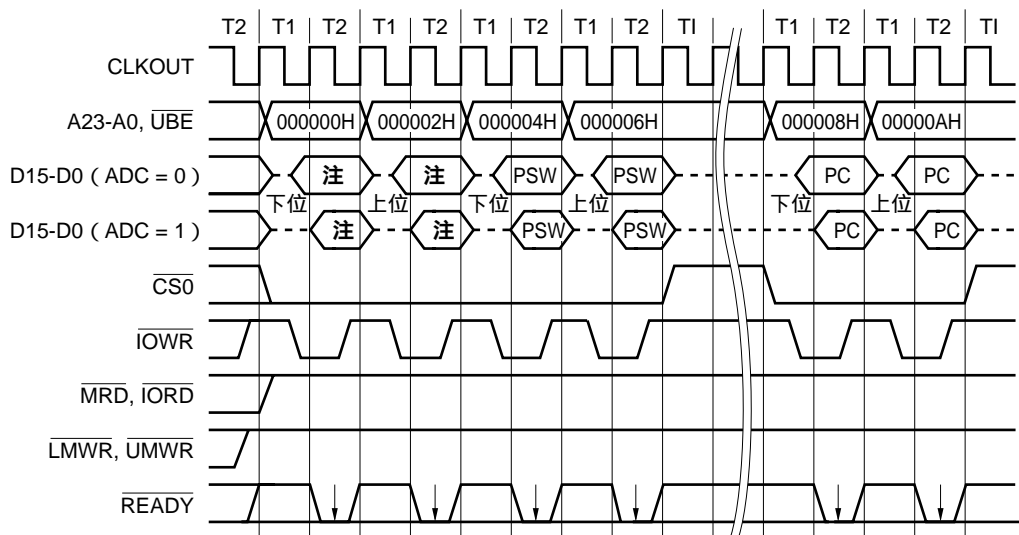 T2 T1 T2 T1 T2 T1 T2 T1 T2 TI T1 T2 T1 T2 TI
CLKOUT
A23-A0, UBE 000000H 000002H 000004H 000006H 000008H 00000AH
D15-D0（ADC = 0） 注 注 PSW PSW PC PC
下位 上位 下位 上位 下位 上位
D15-D0（ADC = 1） 注 注 PSW PSW PC PC
CS0
IOWR
MRD, IORD
LMWR, UMWR
READY